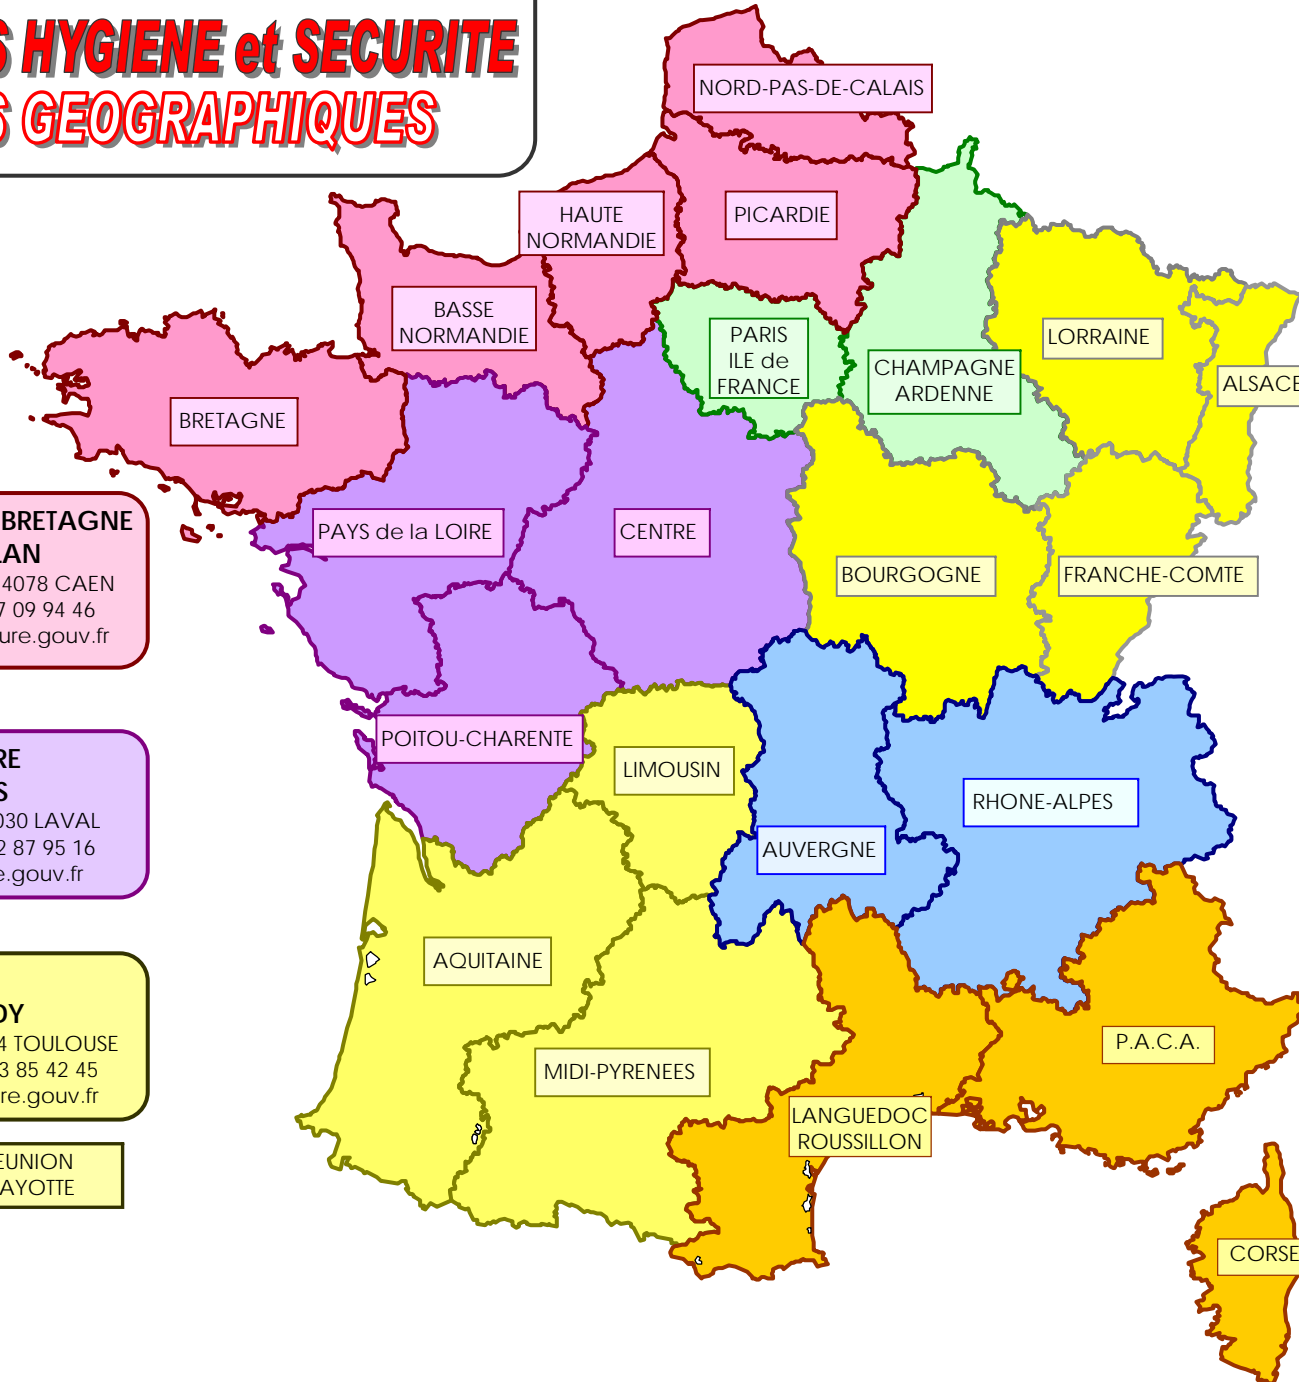 HYGIENE et SECURITE
GEOGRAPHIQUES
NORD-PAS-DE-CALAIS
HAUTE
NORMANDIE
PICARDIE
BASSE
NORMANDIE
PARIS
ILE de
FRANCE
CHAMPAGNE
ARDENNE
LORRAINE
ALSACE
BRETAGNE
PAYS de la LOIRE
CENTRE
BOURGOGNE
FRANCHE-COMTE
POITOU-CHARENTE
LIMOUSIN
AUVERGNE
RHONE-ALPES
AQUITAINE
MIDI-PYRENEES
LANGUEDOC
ROUSSILLON
P.A.C.A.
CORSE
BRETAGNE
LAN
4078 CAEN
7 09 94 46
ure.gouv.fr
RE
S
030 LAVAL
2 87 95 16
e.gouv.fr
DY
4 TOULOUSE
3 85 42 45
re.gouv.fr
EUNION
AYOTTE